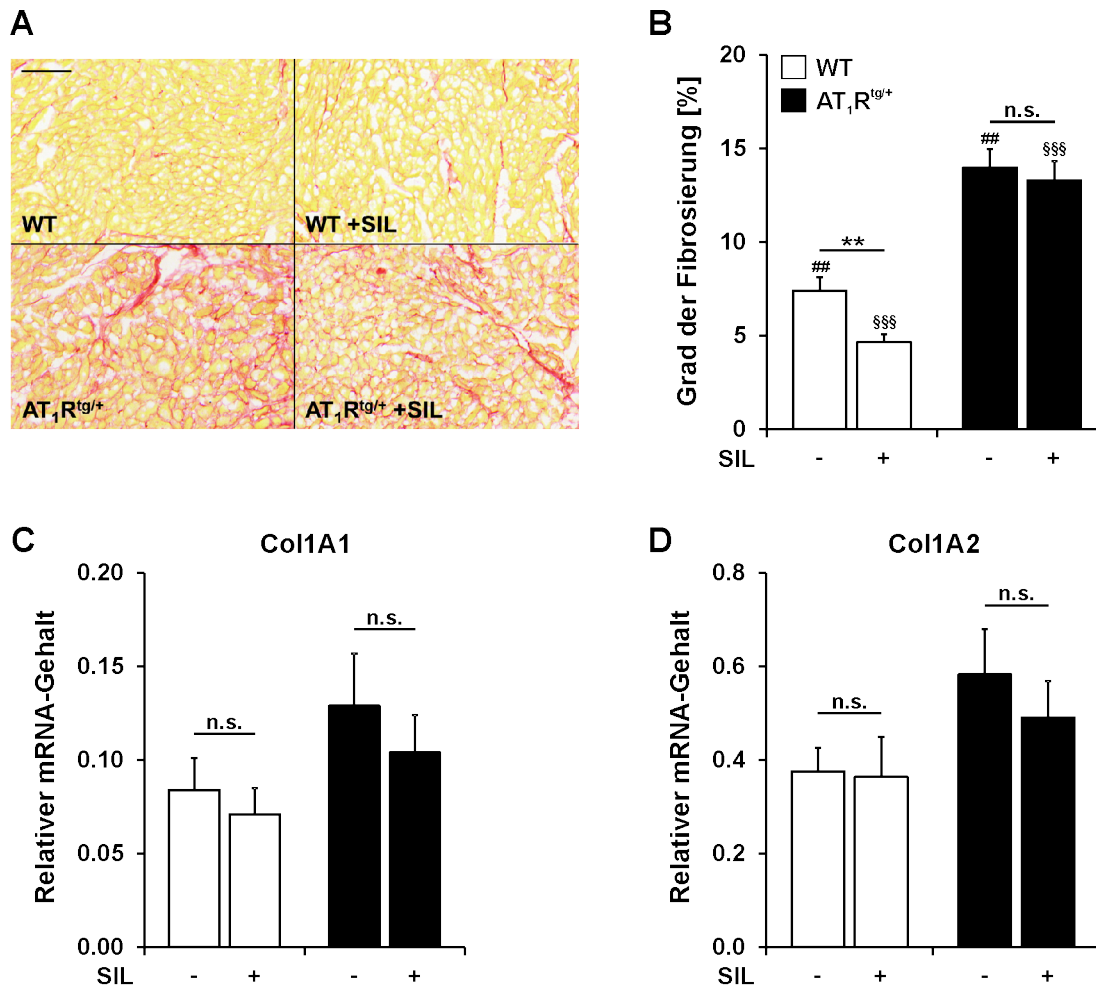 A
WT
WT +SIL
AT₁Rᵗᵍ/⁺
AT₁Rᵗᵍ/⁺ +SIL
B
Grad der Fibrosierung [%]
20
15
10
5
0
WT
AT₁Rᵗᵍ/⁺
##
**
§§§
##
n.s.
§§§
SIL - + - +
C
Col1A1
Relativer mRNA-Gehalt
0.20
0.15
0.10
0.05
0.00
n.s.
n.s.
SIL - + - +
D
Col1A2
Relativer mRNA-Gehalt
0.8
0.6
0.4
0.2
0.0
n.s.
n.s.
SIL - + - +